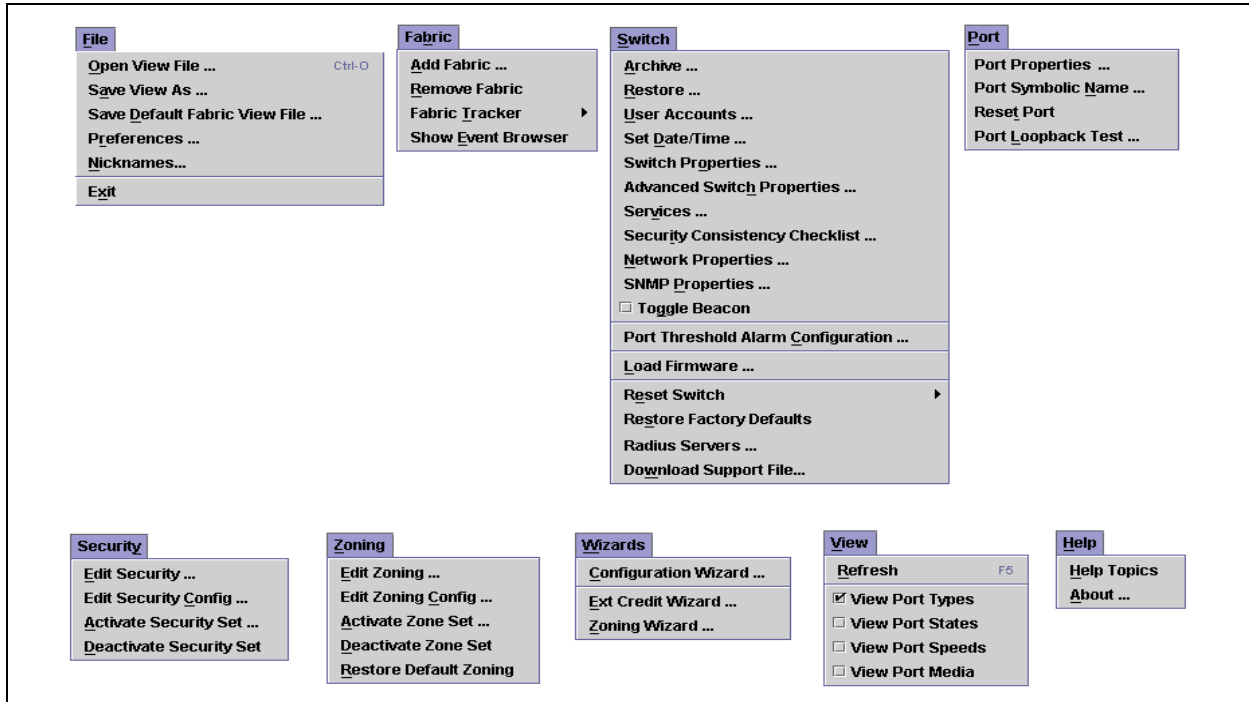 File
Open View File ... Ctrl-O
Save View As ...
Save Default Fabric View File ...
Preferences ...
Nicknames...
Exit
Fabric
Add Fabric ...
Remove Fabric
Fabric Tracker
Show Event Browser
Switch
Archive ...
Restore ...
User Accounts ...
Set Date/Time ...
Switch Properties ...
Advanced Switch Properties ...
Services ...
Security Consistency Checklist ...
Network Properties ...
SNMP Properties ...
Toggle Beacon
Port Threshold Alarm Configuration ...
Load Firmware ...
Reset Switch
Restore Factory Defaults
Radius Servers ...
Download Support File...
Port
Port Properties ...
Port Symbolic Name ...
Reset Port
Port Loopback Test ...
Security
Edit Security ...
Edit Security Config ...
Activate Security Set ...
Deactivate Security Set
Zoning
Edit Zoning ...
Edit Zoning Config ...
Activate Zone Set ...
Deactivate Zone Set
Restore Default Zoning
Wizards
Configuration Wizard ...
Ext Credit Wizard ...
Zoning Wizard ...
View
Refresh F5
View Port Types
View Port States
View Port Speeds
View Port Media
Help
Help Topics
About ...